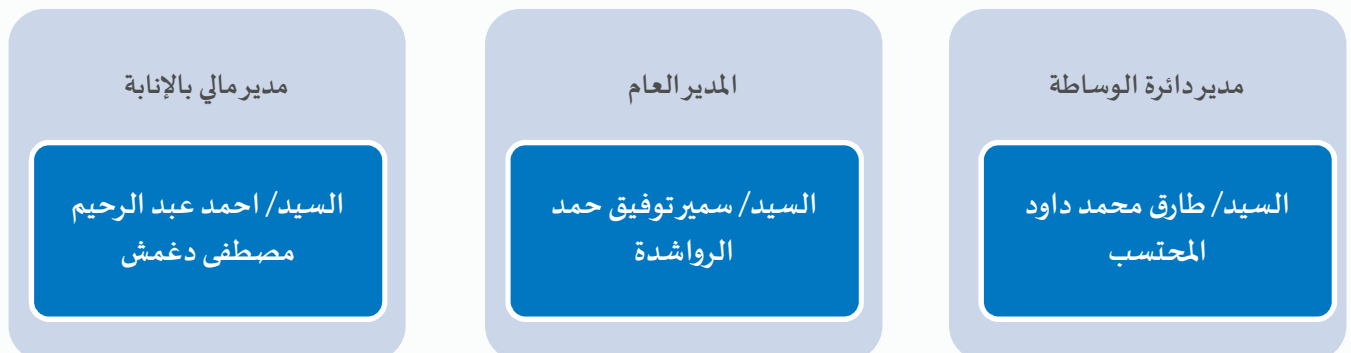 مدير دائرة الوساطة
السيد/ طارق محمد داود
المحتسب
المدير العام
السيد/ سمير توفيق حمد
الرواشدة
مدير مالي بالإنابة
السيد/ احمد عبد الرحيم
مصطفى دغمش